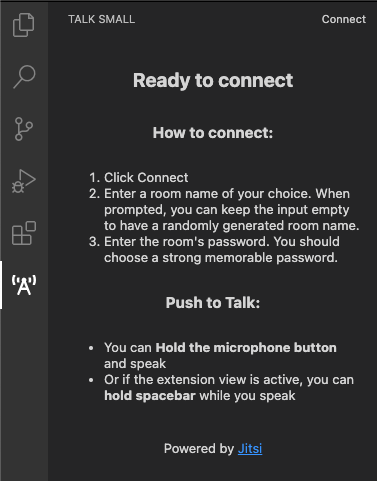 TALK SMALL Connect
Ready to connect
How to connect:
1. Click Connect
2. Enter a room name of your choice. When
prompted, you can keep the input empty
to have a randomly generated room name.
3. Enter the room's password. You should
choose a strong memorable password.
Push to Talk:
• You can Hold the microphone button
and speak
• Or if the extension view is active, you can
hold spacebar while you speak
Powered by Jitsi